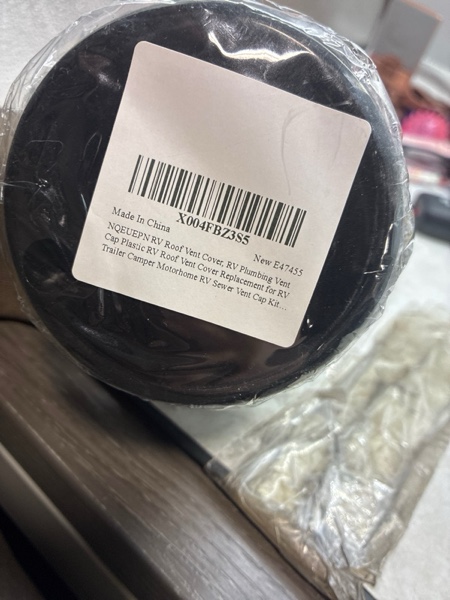 X004FBZ3S5
Made In China New E47455
NQEUEPN RV Roof Vent Cover, RV Plumbing Vent
Cap Plastic RV Roof Vent Cover Replacement for RV
Trailer Camper Motorhome RV Sewer Vent Cap Kit...